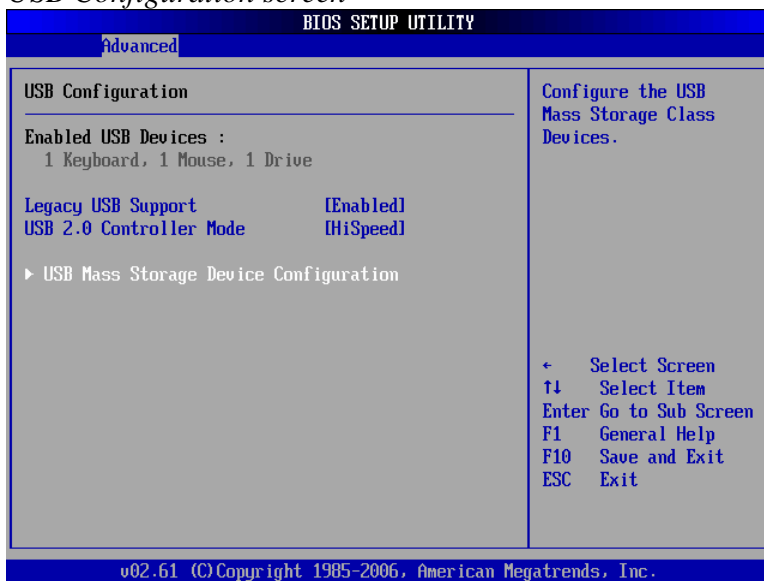 USB Configuration screen
BIOS SETUP UTILITY
Advanced
USB Configuration
Enabled USB Devices :
1 Keyboard, 1 Mouse, 1 Drive
Legacy USB Support [Enabled]
USB 2.0 Controller Mode [HiSpeed]
▶ USB Mass Storage Device Configuration
Configure the USB
Mass Storage Class
Devices.
← Select Screen
↑↓ Select Item
Enter Go to Sub Screen
F1 General Help
F10 Save and Exit
ESC Exit
v02.61 (C)Copyright 1985-2006, American Megatrends, Inc.